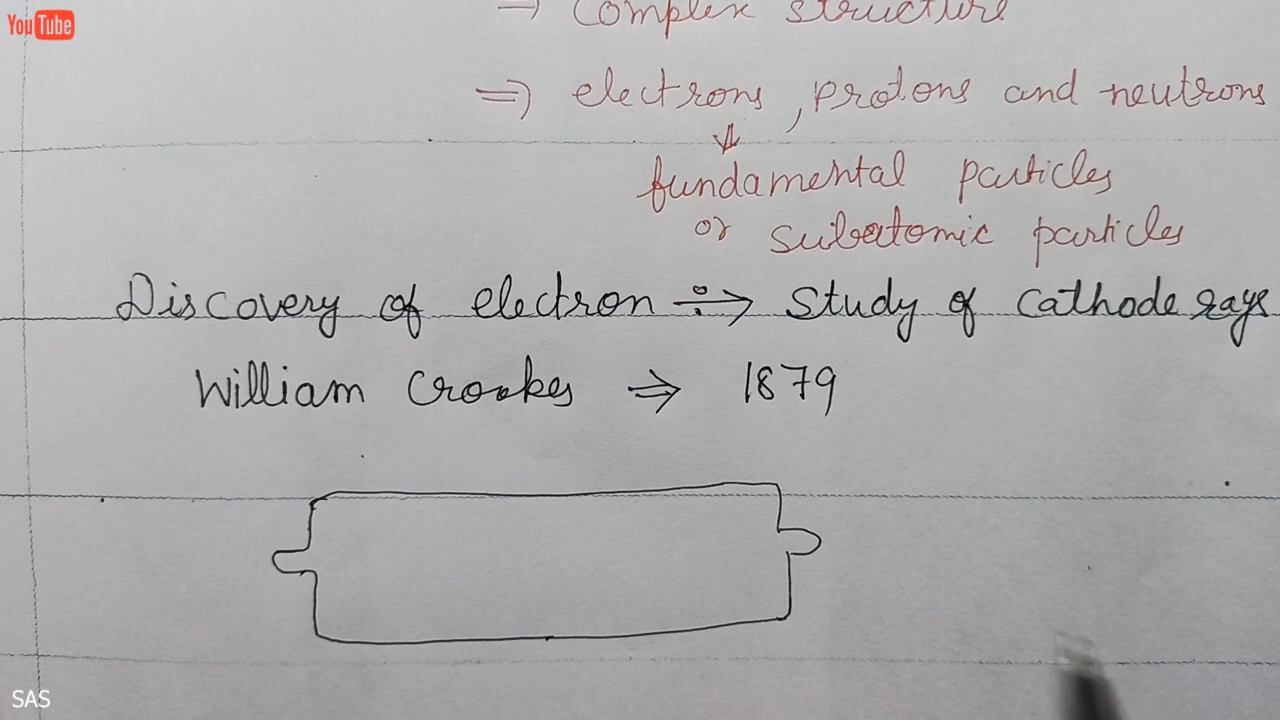 YouTube
⇒ Complex structure
⇒ electrons, protons and neutrons
fundamental particles
or subatomic particles
Discovery of electron ÷→ Study of Cathode rays
William Crookes ⇒ 1879
SAS